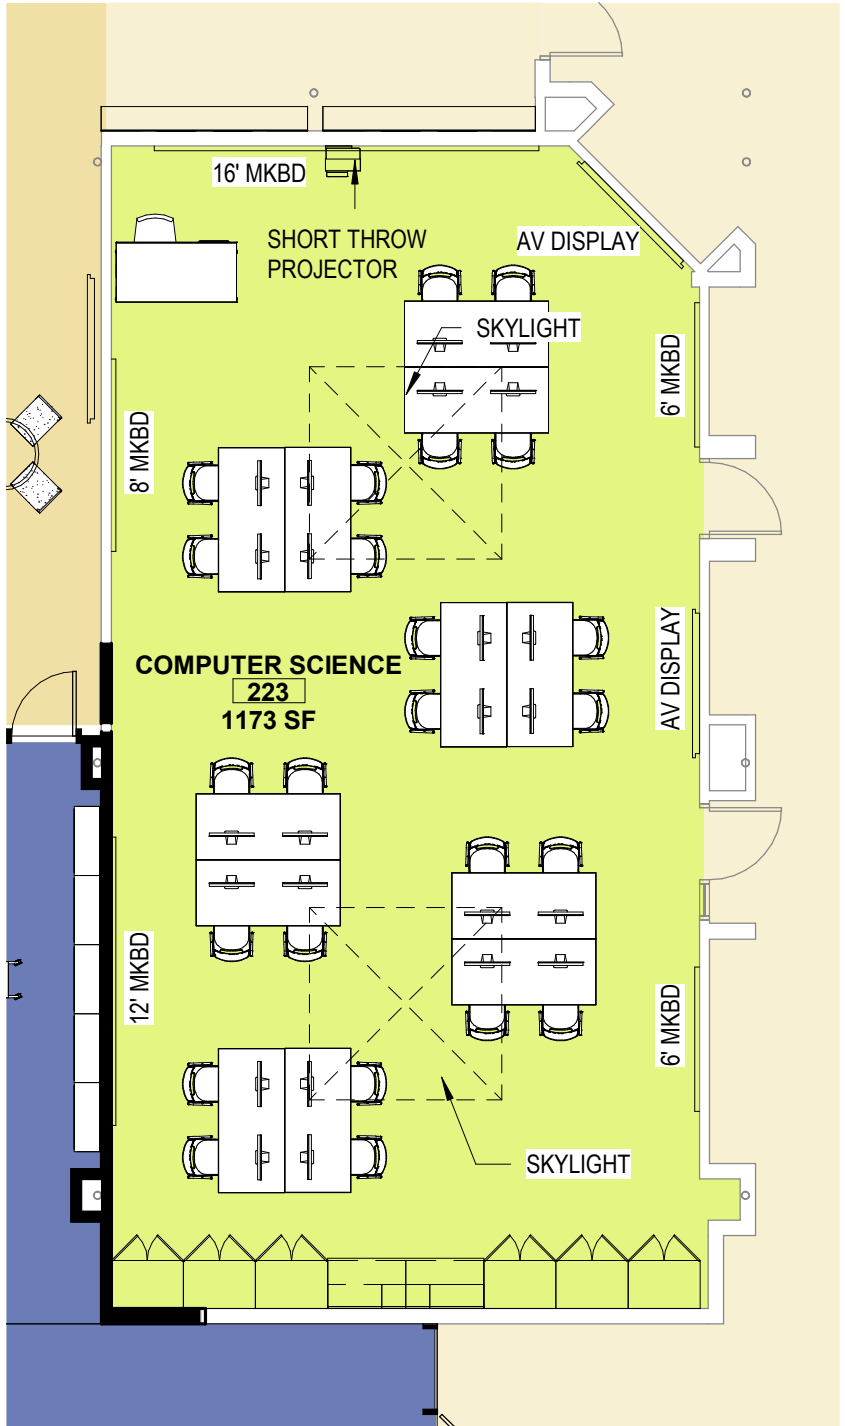 16' MKBD
SHORT THROW
PROJECTOR
AV DISPLAY
SKYLIGHT
6' MKBD
8' MKBD
COMPUTER SCIENCE
223
1173 SF
AV DISPLAY
12' MKBD
6' MKBD
SKYLIGHT